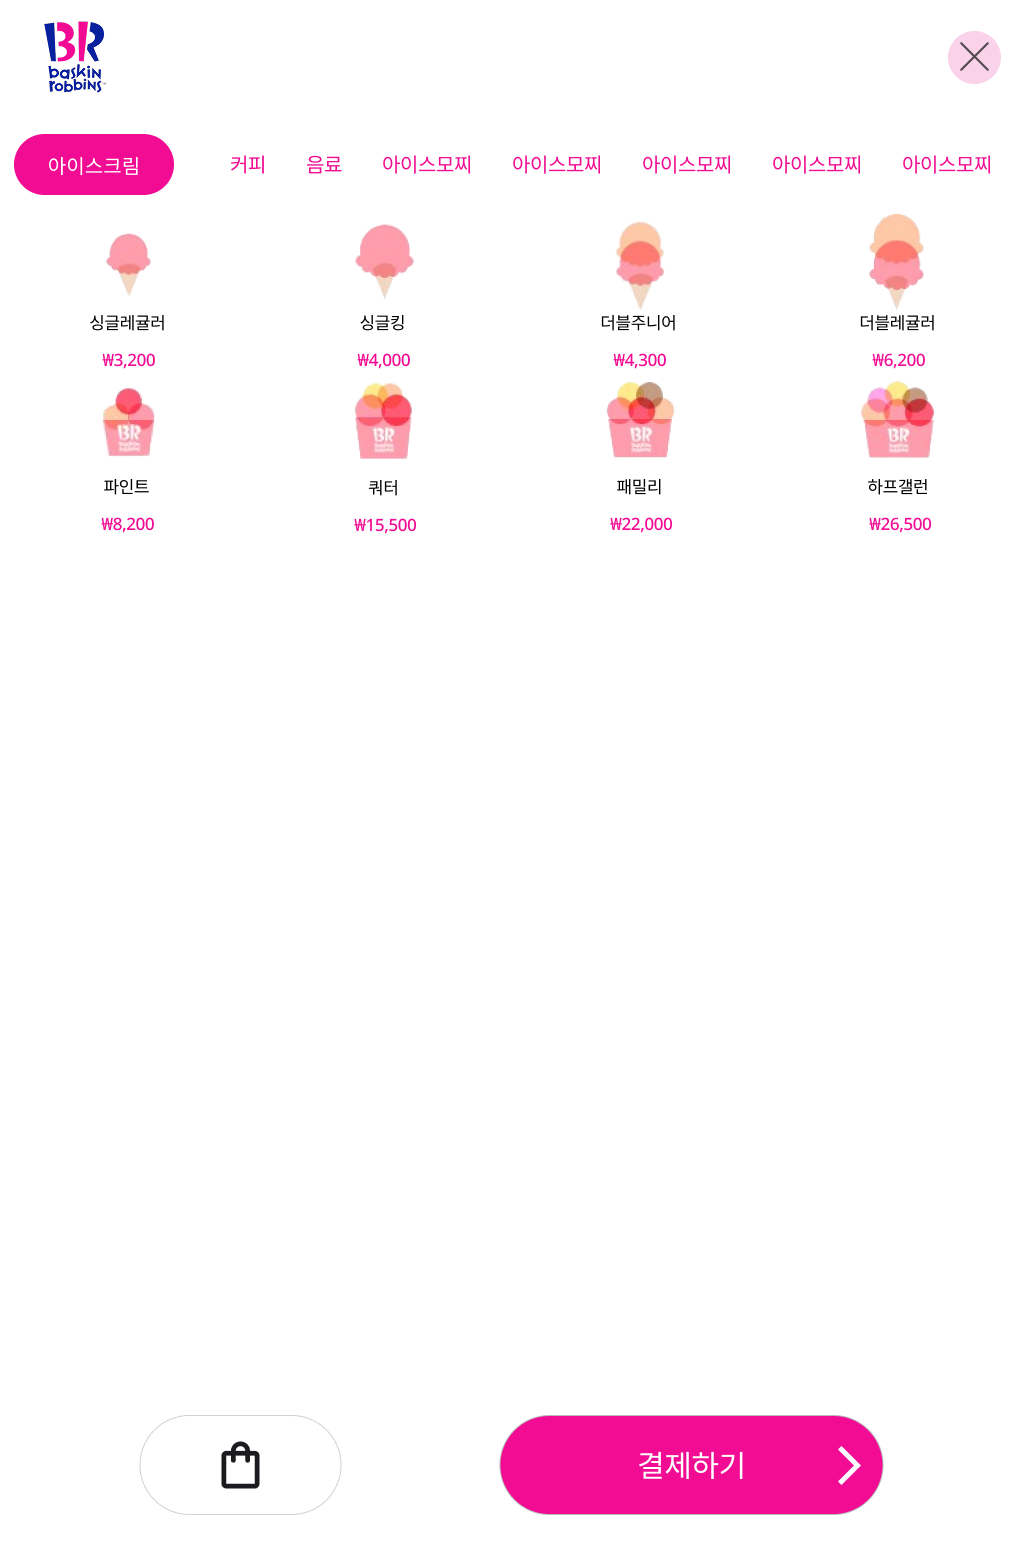 BR
baskin
robbins
아이스크림 커피 음료 아이스모찌 아이스모찌 아이스모찌 아이스모찌 아이스모찌
싱글레귤러 싱글킹 더블주니어 더블레귤러
₩3,200 ₩4,000 ₩4,300 ₩6,200
BR BR BR BR
파인트 쿼터 패밀리 하프갤런
₩8,200 ₩15,500 ₩22,000 ₩26,500
결제하기